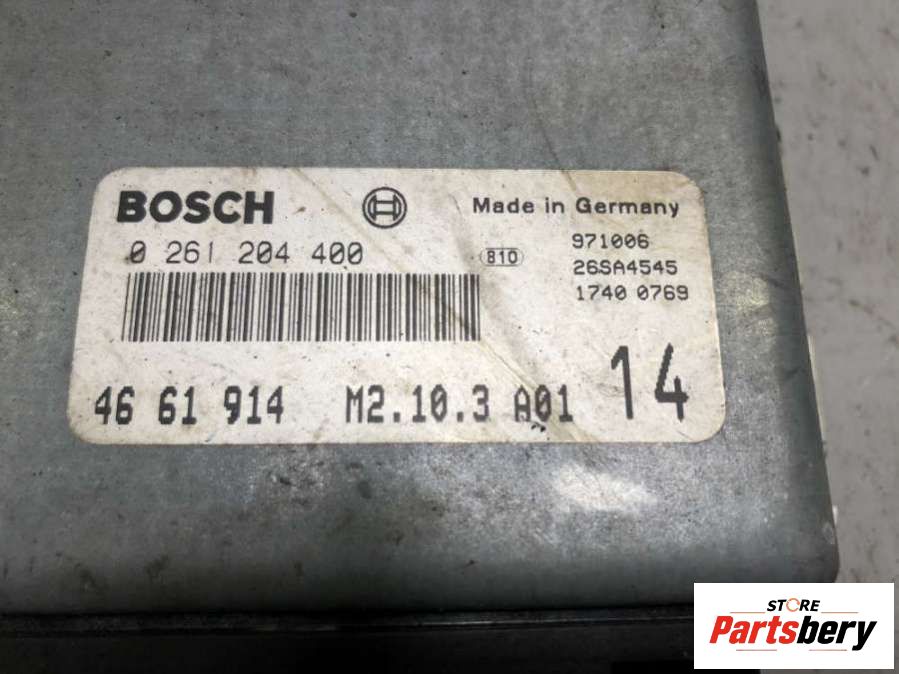 BOSCH
Made in Germany
0 261 204 400
810
971006
26SA4545
1740 0769
46 61 914 M2.10.3 A01 14
STORE
Partsbery